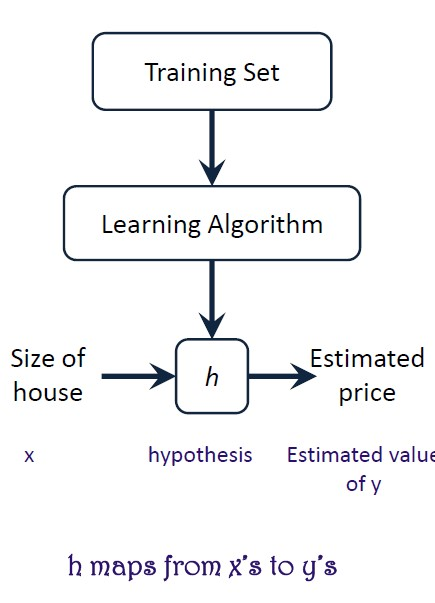 Training Set
Learning Algorithm
Size of
house
h
Estimated
price
x
hypothesis
Estimated value
of y
h maps from x's to y's